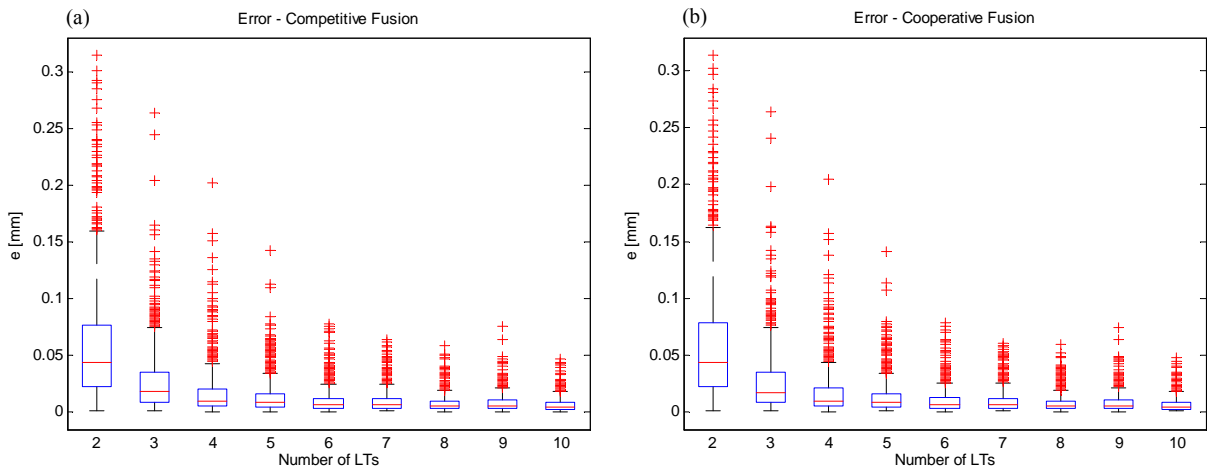 (a)
Error - Competitive Fusion
0.3
0.25
0.2
0.15
0.1
0.05
0
e [mm]
2 3 4 5 6 7 8 9 10
Number of LTs
(b)
Error - Cooperative Fusion
0.3
0.25
0.2
0.15
0.1
0.05
0
e [mm]
2 3 4 5 6 7 8 9 10
Number of LTs